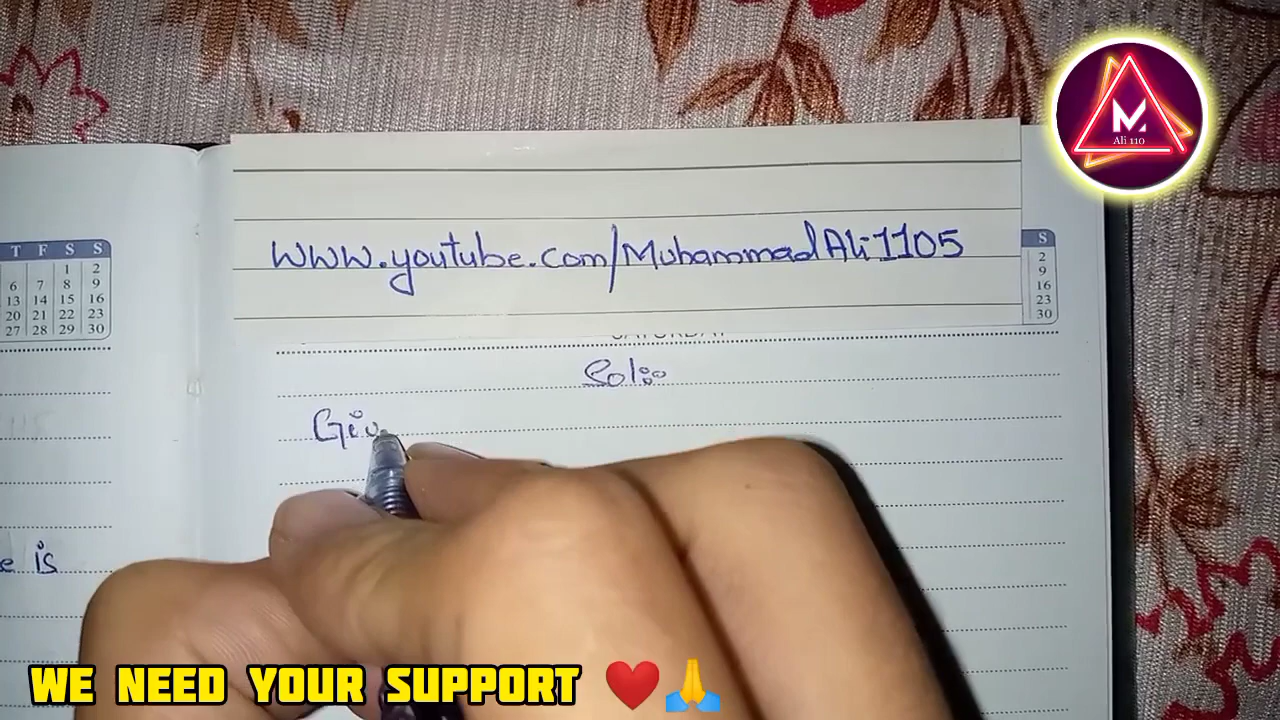 M
Ali 110
www.youtube.com/MuhammadAli1105
T F S S
1 2
6 7 8 9
13 14 15 16
20 21 22 23
27 28 29 30
S
2
9
16
23
30
SATURDAY
Sol:
Giv
e is
WE NEED YOUR SUPPORT ❤️🙏